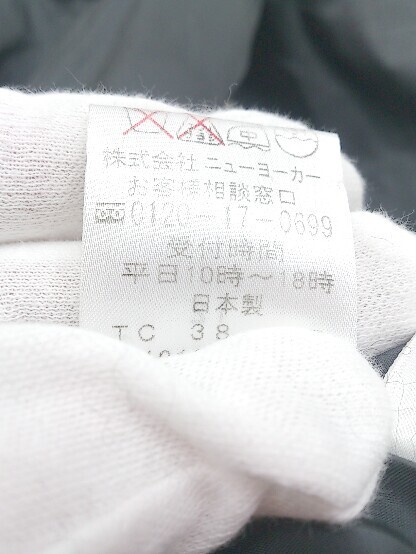 株式会社ニューヨーカー
お客様相談窓口
0120-17-0699
受付時間
平日10時～18時
日本製
TC 38